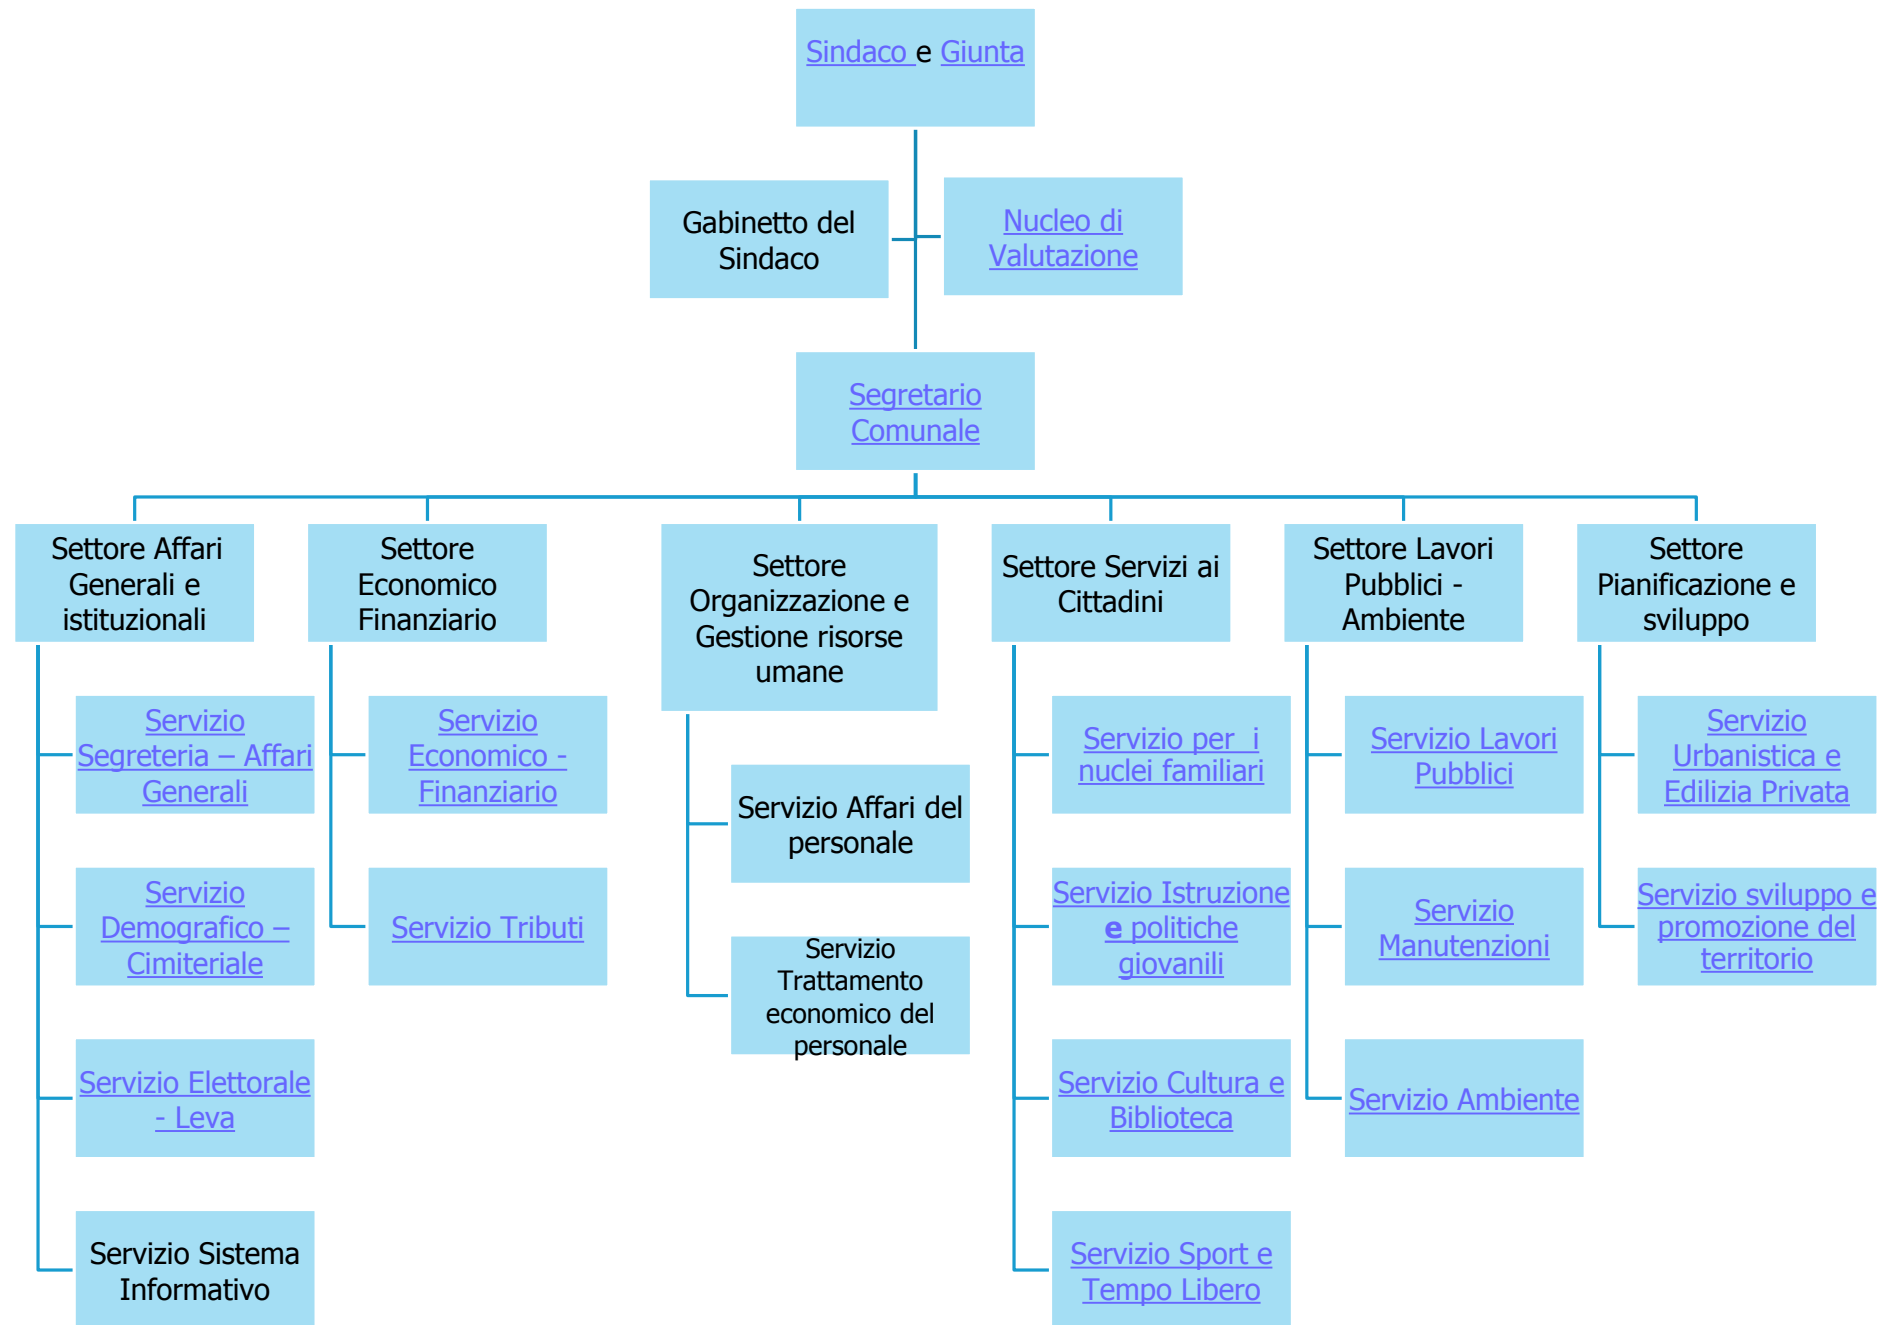 Sindaco e Giunta
Gabinetto del
Sindaco
Nucleo di
Valutazione
Segretario
Comunale
Settore Affari
Generali e
istituzionali
Servizio
Segreteria – Affari
Generali
Servizio
Demografico –
Cimiteriale
Servizio Elettorale
- Leva
Servizio Sistema
Informativo
Settore
Economico
Finanziario
Servizio
Economico -
Finanziario
Servizio Tributi
Settore
Organizzazione e
Gestione risorse
umane
Servizio Affari del
personale
Servizio
Trattamento
economico del
personale
Settore Servizi ai
Cittadini
Servizio per  i
nuclei familiari
Servizio Istruzione
e politiche
giovanili
Servizio Cultura e
Biblioteca
Servizio Sport e
Tempo Libero
Settore Lavori
Pubblici -
Ambiente
Servizio Lavori
Pubblici
Servizio
Manutenzioni
Servizio Ambiente
Settore
Pianificazione e
sviluppo
Servizio
Urbanistica e
Edilizia Privata
Servizio sviluppo e
promozione del
territorio